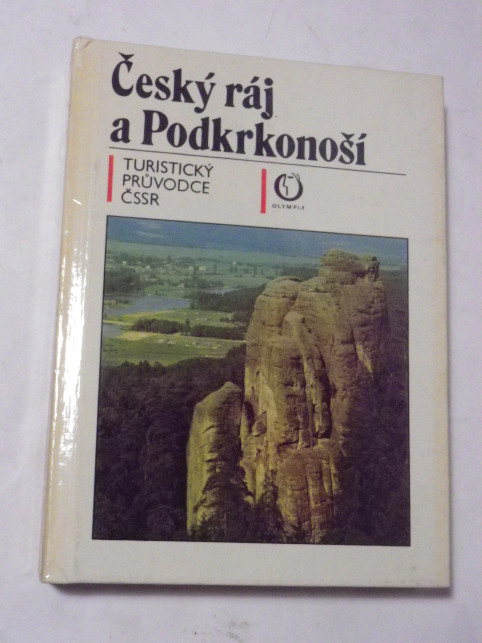 Český ráj
a Podkrkonoší
TURISTICKÝ
PRŮVODCE
ČSSR
OLYMPIA